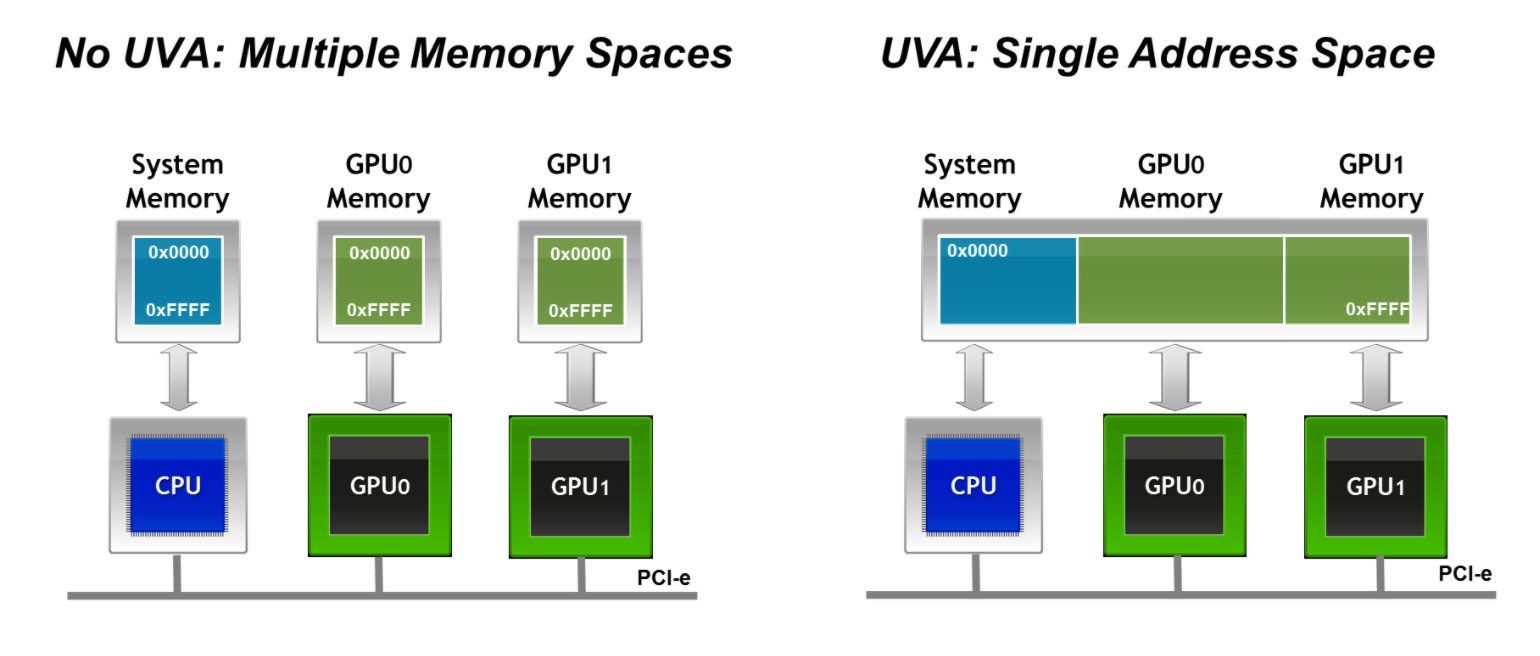 No UVA: Multiple Memory Spaces
System
Memory
GPU0
Memory
GPU1
Memory
0x0000
0xFFFF
0x0000
0xFFFF
0x0000
0xFFFF
CPU
GPU0
GPU1
PCI-e
UVA: Single Address Space
System
Memory
GPU0
Memory
GPU1
Memory
0x0000
0xFFFF
CPU
GPU0
GPU1
PCI-e